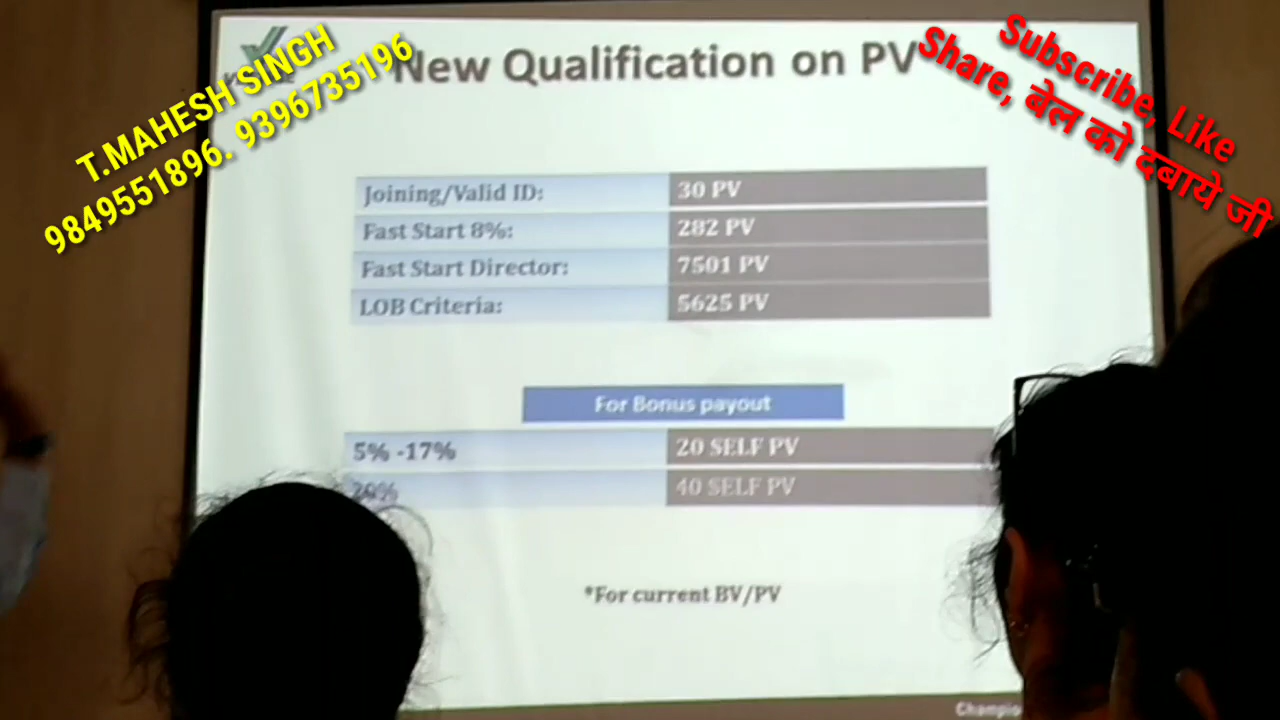 T.MAHESH SINGH
9849551896. 9396735196
Subscribe, Like
Share, बेल को दबाये जी
New Qualification on PV
Joining/Valid ID: 30 PV
Fast Start 8%: 282 PV
Fast Start Director: 7501 PV
LOB Criteria: 5625 PV
For Bonus payout
5% -17% 20 SELF PV
20% 40 SELF PV
*For current BV/PV